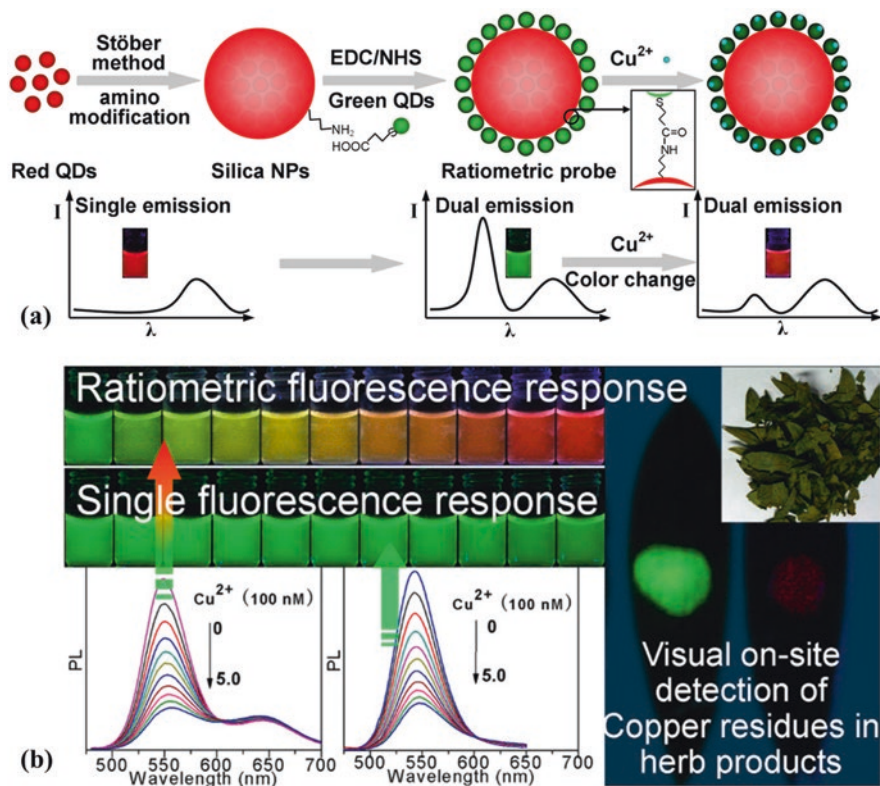 Stöber
method
amino
modification
EDC/NHS
Green QDs
Cu²⁺
NH₂
HOOC
S
S
C=O
NH
Red QDs
Silica NPs
Ratiometric probe
I
Single emission
λ
I
Dual emission
λ
Cu²⁺
Color change
I
Dual emission
λ
(a)
Ratiometric fluorescence response
Single fluorescence response
PL
Cu²⁺ (100 nM)
0
5.0
500 550 600 650 700
Wavelength (nm)
PL
Cu²⁺ (100 nM)
0
5.0
500 550 600 650 700
Wavelength (nm)
Visual on-site
detection of
Copper residues in
herb products
(b)